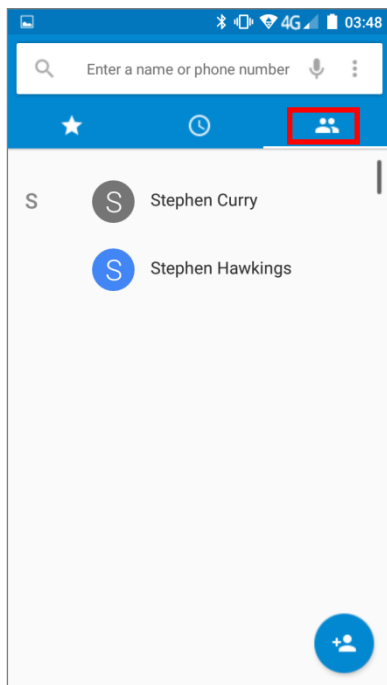 4G 03:48
Enter a name or phone number
S S Stephen Curry
S Stephen Hawkings